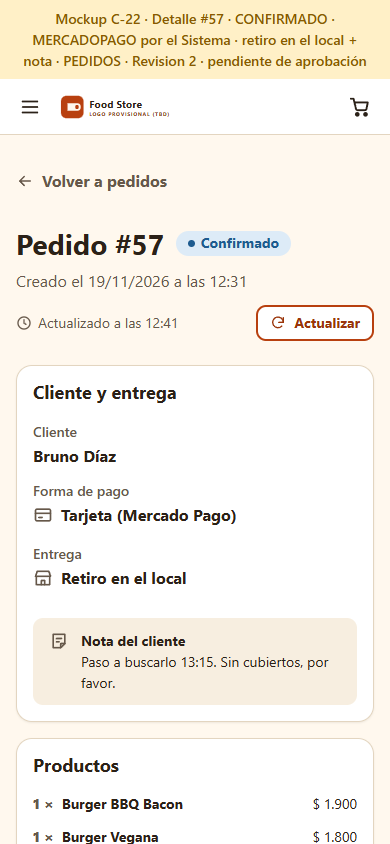 Mockup C-22 · Detalle #57 · CONFIRMADO ·
MERCADOPAGO por el Sistema · retiro en el local +
nota · PEDIDOS · Revision 2 · pendiente de aprobación
Food Store
LOGO PROVISIONAL (TBD)
Volver a pedidos
Pedido #57
Confirmado
Creado el 19/11/2026 a las 12:31
Actualizado a las 12:41
Actualizar
Cliente y entrega
Cliente
Bruno Díaz
Forma de pago
Tarjeta (Mercado Pago)
Entrega
Retiro en el local
Nota del cliente
Paso a buscarlo 13:15. Sin cubiertos, por
favor.
Productos
1 × Burger BBQ Bacon $ 1.900
1 × Burger Vegana $ 1.800